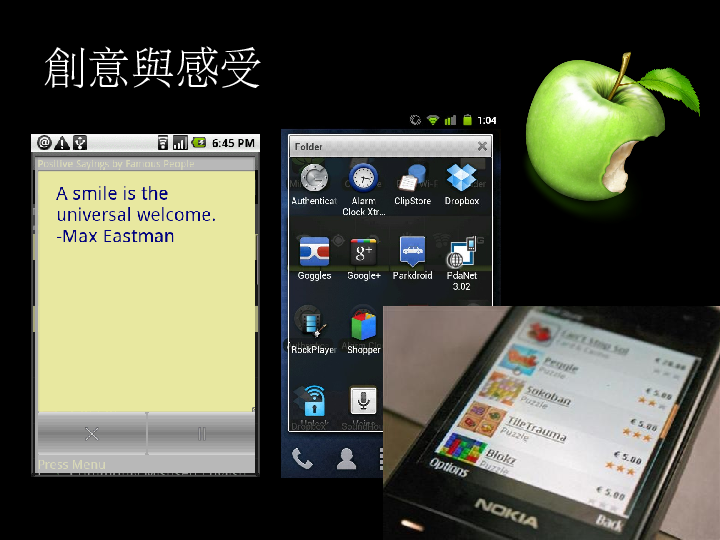 創意與感受
6:45 PM
Positive Sayings by Famous People
A smile is the
universal welcome.
-Max Eastman
Press Menu
1:04
Folder
Authenticat
Alarm
Clock Xtr...
ClipStore
Dropbox
Goggles
Google+
Parkdroid
PdaNet
3.02
RockPlayer
Shopper
Can't Stop Sol
€ 20.00
Peggle
Puzzle
€ 5.00
Sokoban
Puzzle
€ 5.00
TileTrauma
Puzzle
€ 5.00
Bloks
Puzzle
€ 5.00
Options
Back
NOKIA